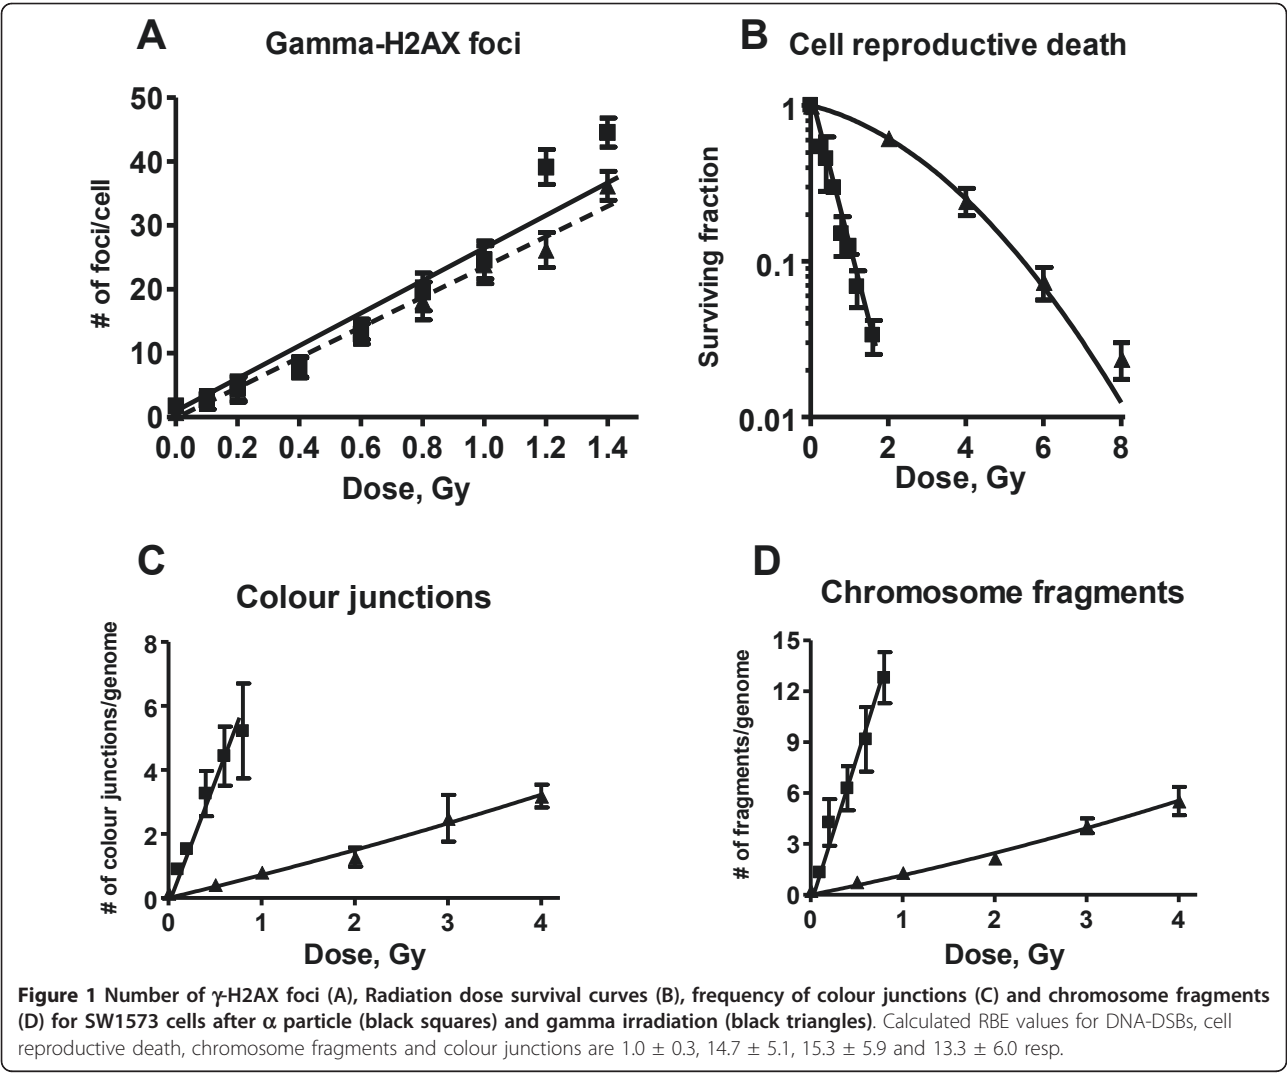 A
Gamma-H2AX foci
# of foci/cell
50
40
30
20
10
0
0.0 0.2 0.4 0.6 0.8 1.0 1.2 1.4
Dose, Gy
B
Cell reproductive death
Surviving fraction
1
0.1
0.01
0 2 4 6 8
Dose, Gy
C
Colour junctions
# of colour junctions/genome
8
6
4
2
0
0 1 2 3 4
Dose, Gy
D
Chromosome fragments
# of fragments/genome
15
12
9
6
3
0
0 1 2 3 4
Dose, Gy
Figure 1 Number of γ-H2AX foci (A), Radiation dose survival curves (B), frequency of colour junctions (C) and chromosome fragments
(D) for SW1573 cells after α particle (black squares) and gamma irradiation (black triangles). Calculated RBE values for DNA-DSBs, cell
reproductive death, chromosome fragments and colour junctions are 1.0 ± 0.3, 14.7 ± 5.1, 15.3 ± 5.9 and 13.3 ± 6.0 resp.